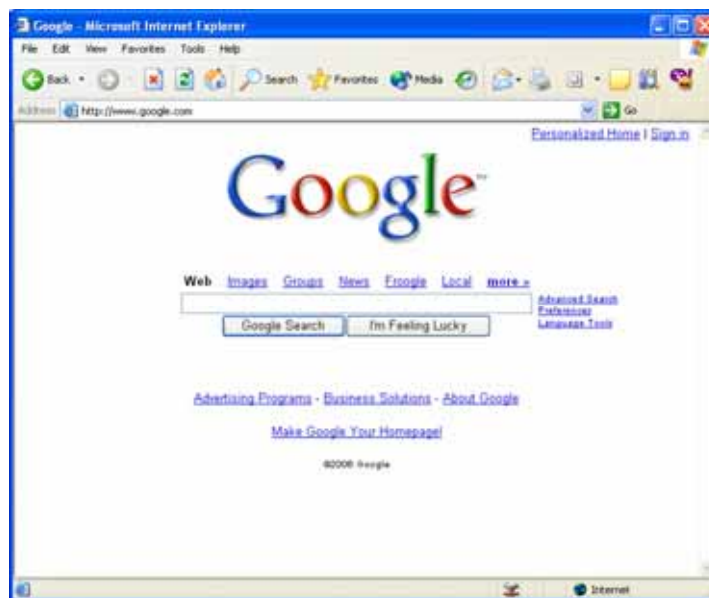 Google - Microsoft Internet Explorer
File Edit View Favorites Tools Help
Back Search Favorites Media
Address http://www.google.com Go
Personalized Home | Sign in
Google™
Web Images Groups News Froogle Local more »
Advanced Search
Preferences
Language Tools
Google Search I'm Feeling Lucky
Advertising Programs - Business Solutions - About Google
Make Google Your Homepage!
©2006 Google
Internet